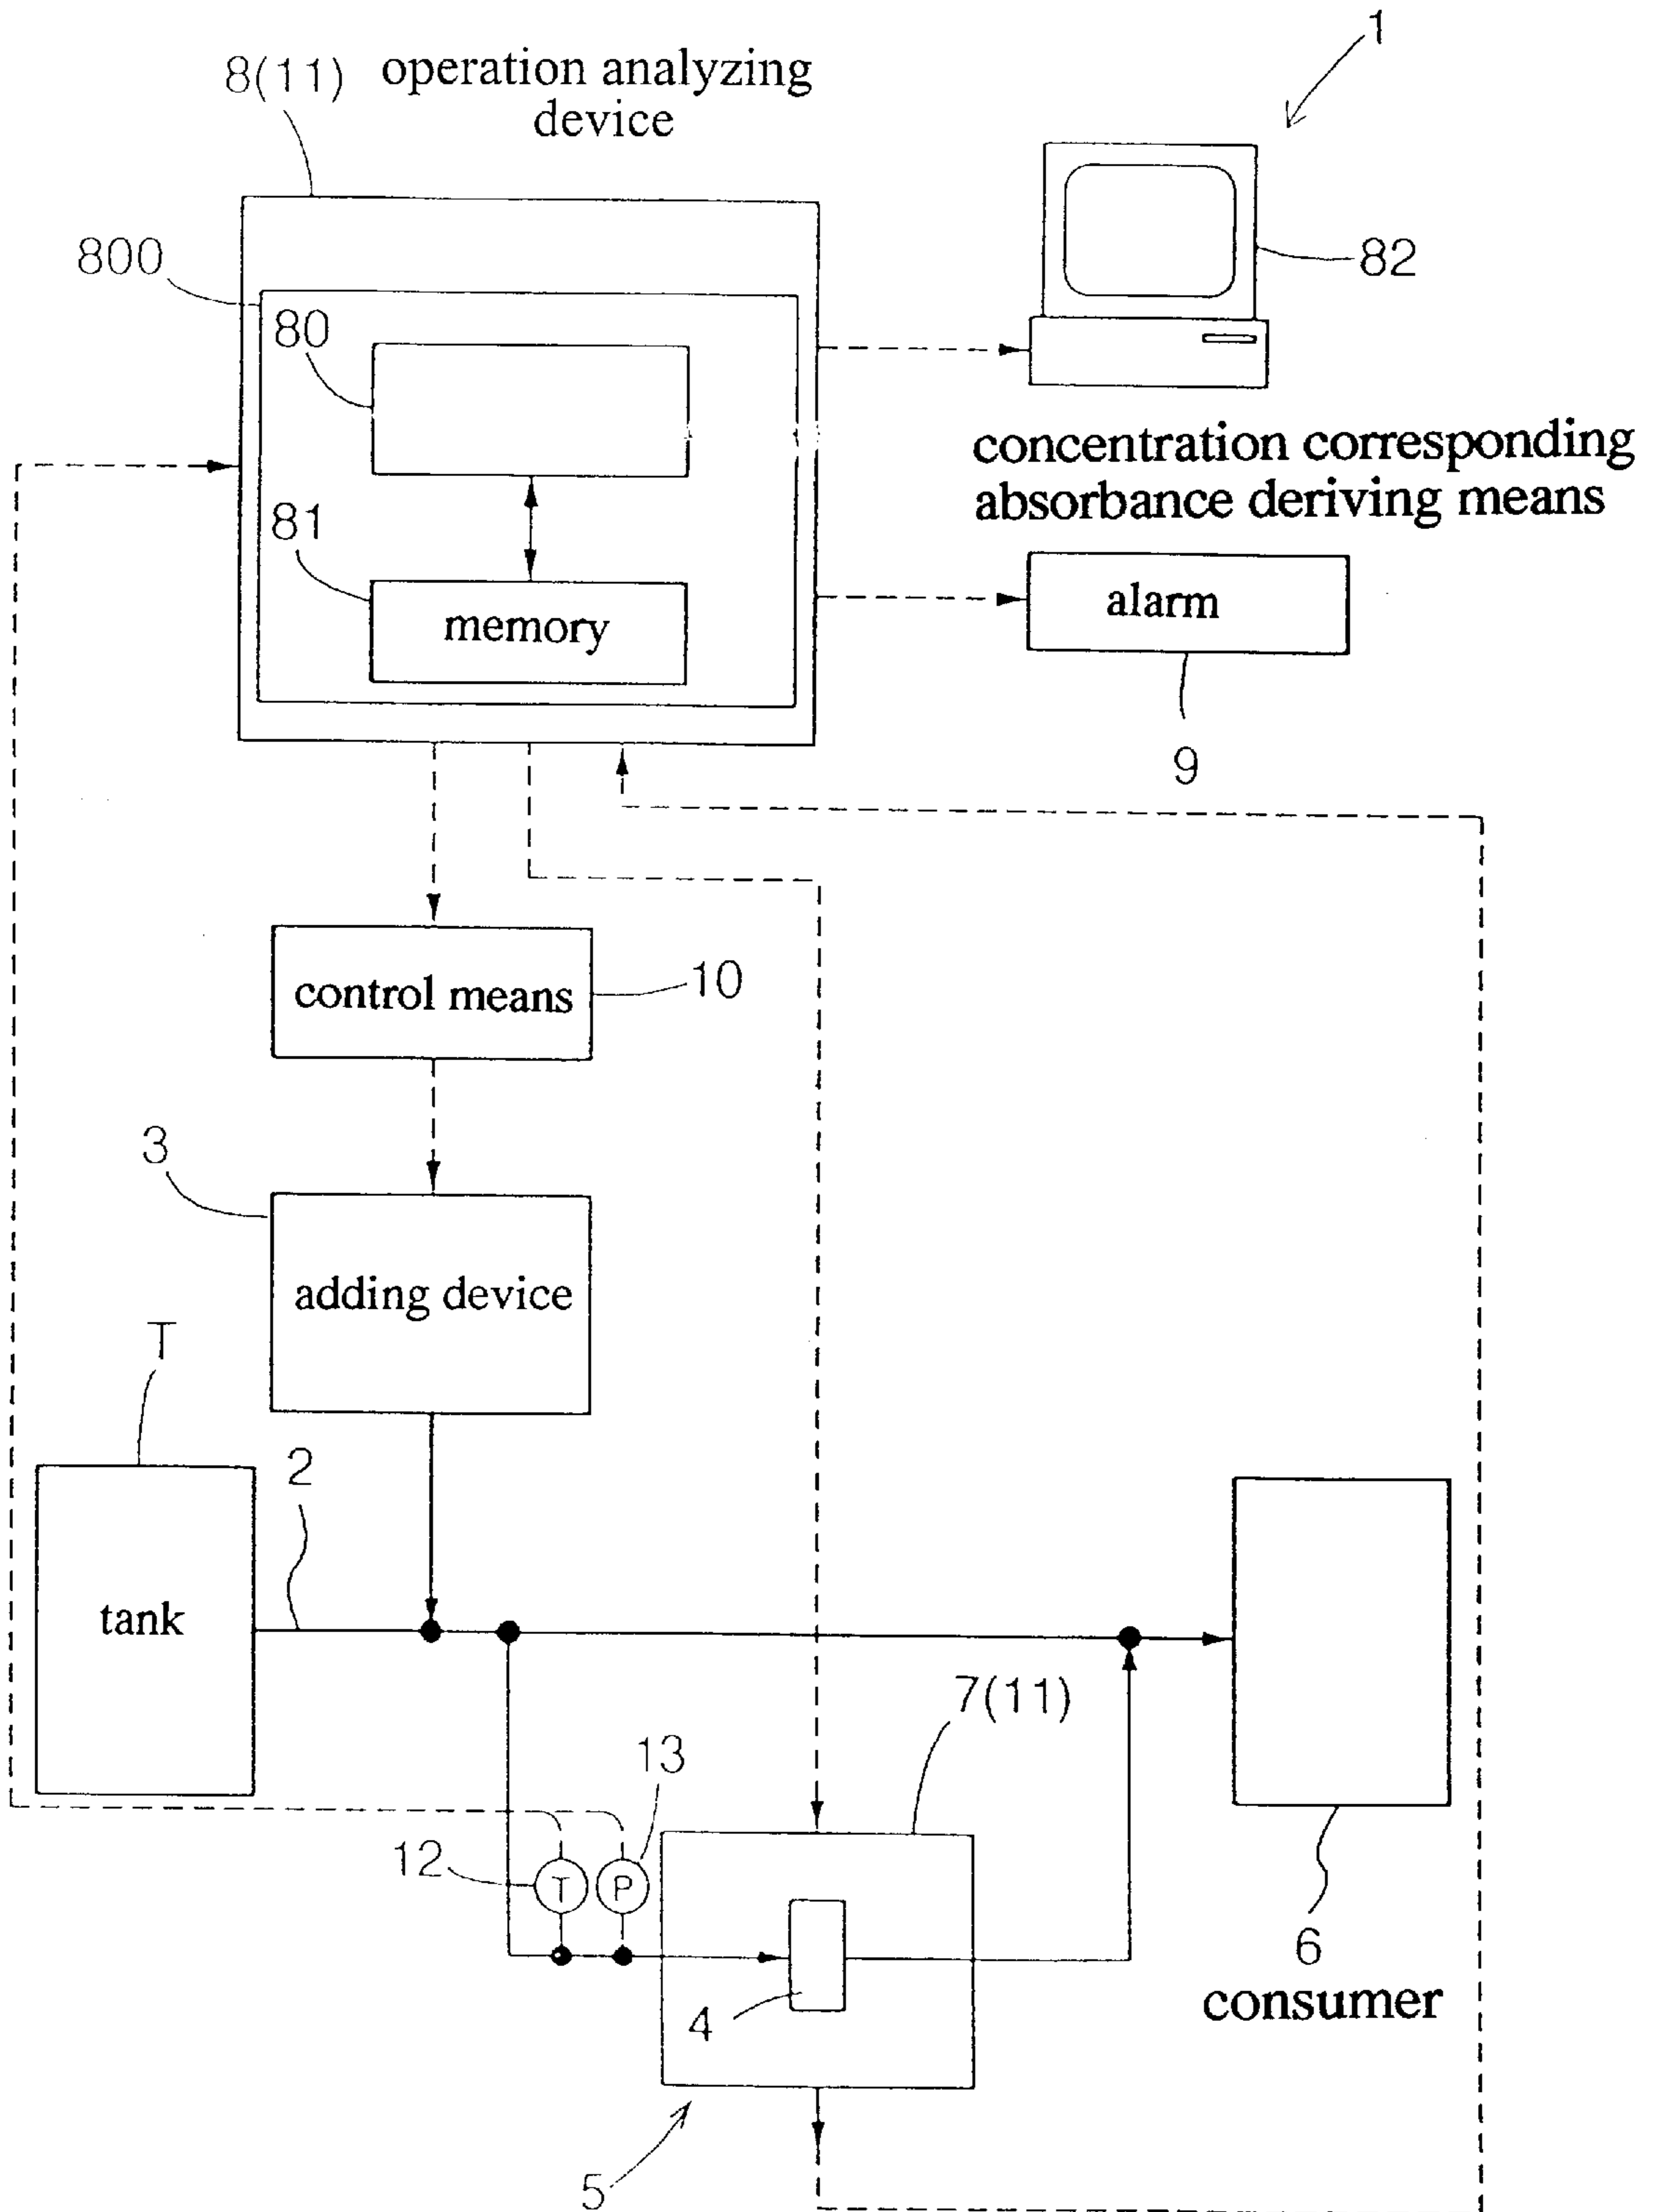 1
8(11) operation analyzing
device
800
80
82
concentration corresponding
absorbance deriving means
81
memory
alarm
9
control means
10
3
adding device
T
2
tank
7(11)
13
12
T
P
4
6
consumer
5